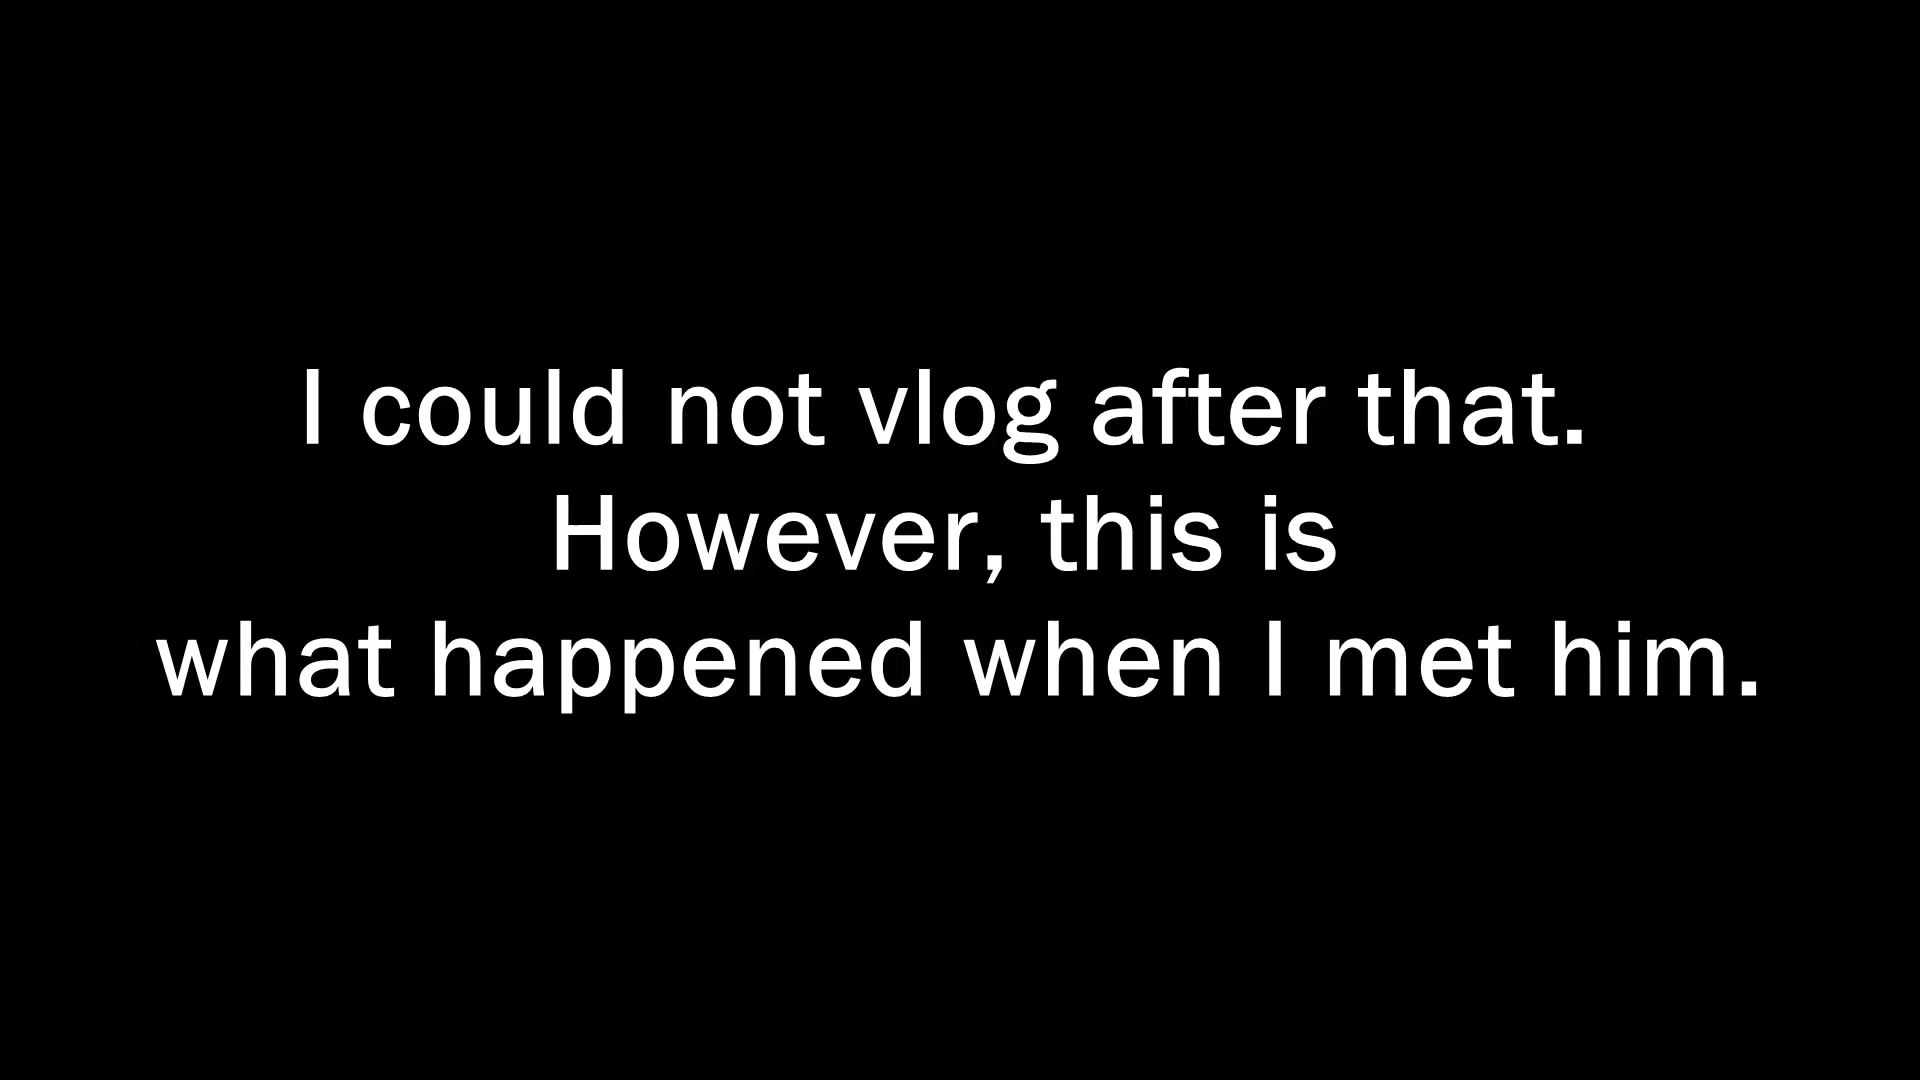 I could not vlog after that.
However, this is
what happened when I met him.